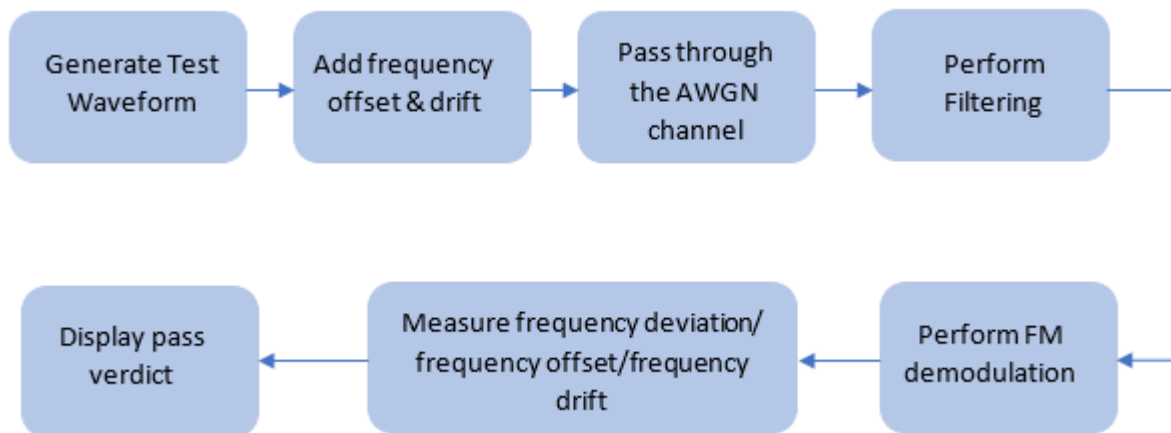 Generate Test
Waveform
Add frequency
offset & drift
Pass through
the AWGN
channel
Perform
Filtering
Perform FM
demodulation
Measure frequency deviation/
frequency offset/frequency
drift
Display pass
verdict